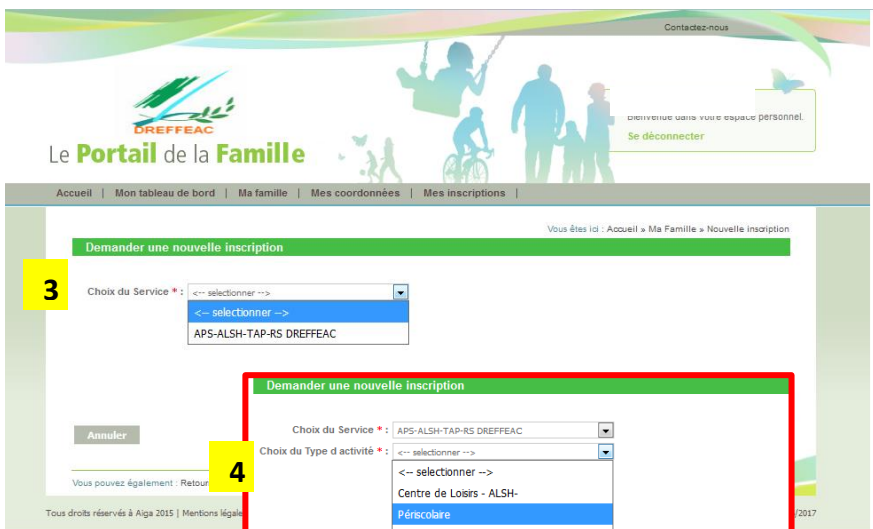 Contactez-nous
DREFFEAC
Le Portail de la Famille
Bienvenue dans votre espace personnel.
Se déconnecter
Accueil | Mon tableau de bord | Ma famille | Mes coordonnées | Mes inscriptions |
Vous êtes ici : Accueil » Ma Famille » Nouvelle inscription
Demander une nouvelle inscription
3
Choix du Service * : <-- selectionner -->
<-- selectionner -->
APS-ALSH-TAP-RS DREFFEAC
Annuler
Vous pouvez également : Retour
Tous droits réservés à Aiga 2015 | Mentions légale
/2017
4
Demander une nouvelle inscription
Choix du Service * : APS-ALSH-TAP-RS DREFFEAC
Choix du Type d activité * : <-- selectionner -->
<-- selectionner -->
Centre de Loisirs - ALSH-
Périscolaire